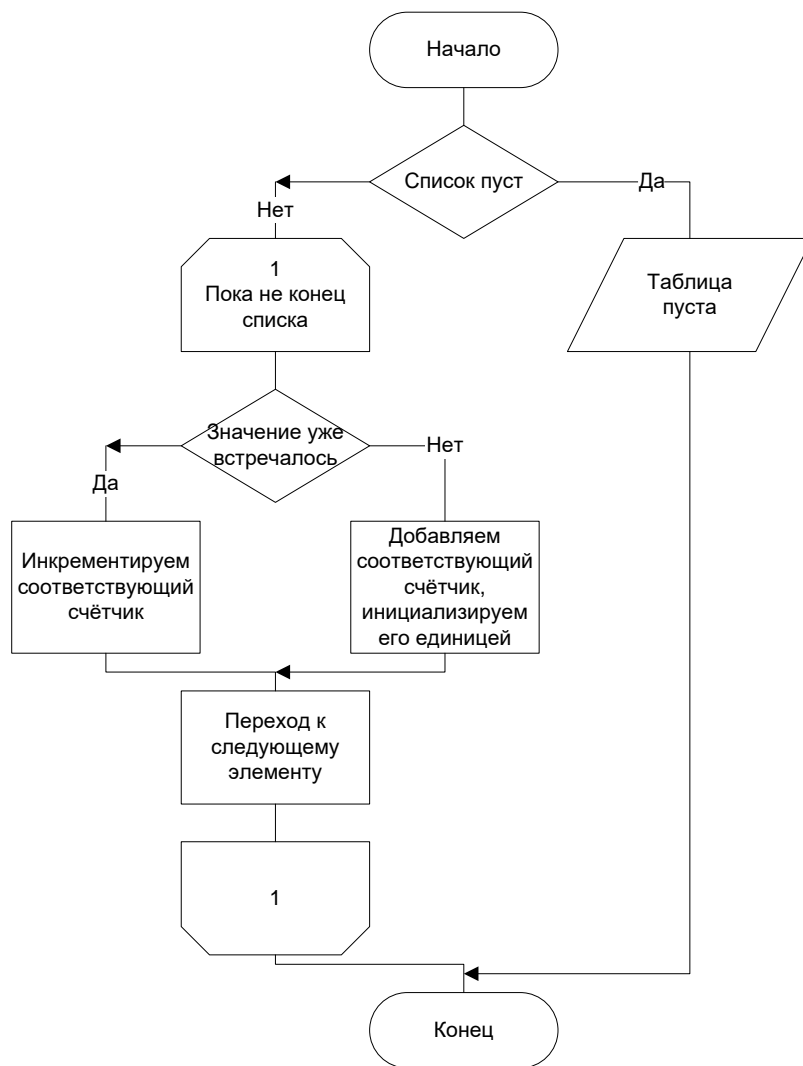 Начало
Список пуст
Да
Нет
1
Пока не конец
списка
Таблица
пуста
Значение уже
встречалось
Нет
Да
Инкрементируем
соответствующий
счётчик
Добавляем
соответствующий
счётчик,
инициализируем
его единицей
Переход к
следующему
элементу
1
Конец